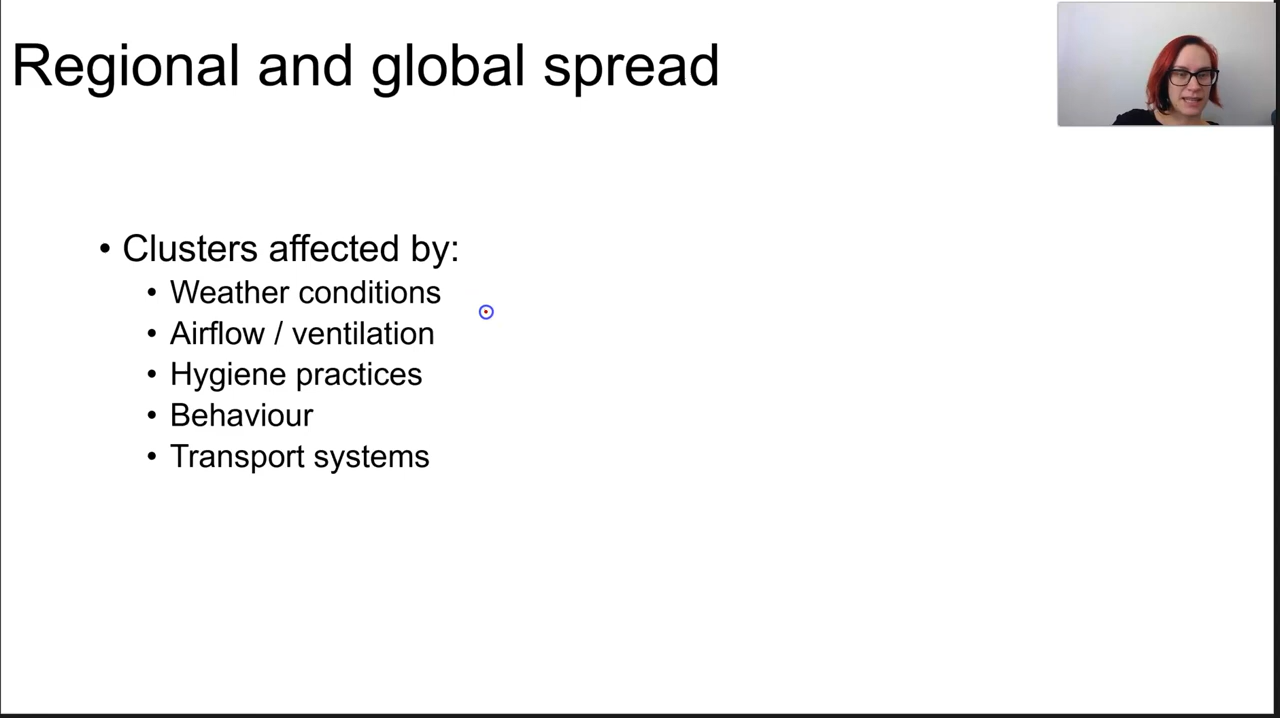 Regional and global spread
• Clusters affected by:
• Weather conditions
• Airflow / ventilation
• Hygiene practices
• Behaviour
• Transport systems